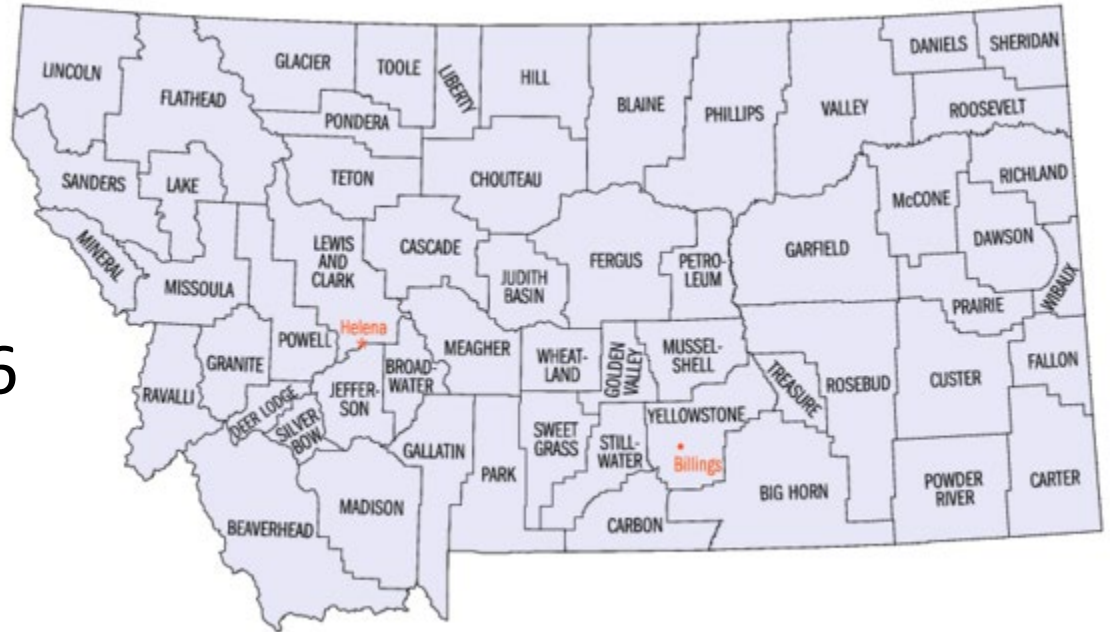 DANIELS
SHERIDAN
GLACIER
TOOLE
LIBERTY
HILL
LINCOLN
FLATHEAD
BLAINE
PHILLIPS
VALLEY
ROOSEVELT
PONDERA
SANDERS
LAKE
TETON
CHOUTEAU
RICHLAND
McCONE
MINERAL
MISSOULA
LEWIS
AND
CLARK
CASCADE
JUDITH
BASIN
FERGUS
PETRO-
LEUM
GARFIELD
DAWSON
WIBAUX
PRAIRIE
6
Helena
POWELL
GRANITE
RAVALLI
BROAD-
WATER
MEAGHER
WHEAT-
LAND
GOLDEN
VALLEY
MUSSEL-
SHELL
TREASURE
ROSEBUD
CUSTER
FALLON
DEER LODGE
SILVER
BOW
JEFFER-
SON
GALLATIN
PARK
SWEET
GRASS
STILL-
WATER
YELLOWSTONE
Billings
BIG HORN
POWDER
RIVER
CARTER
BEAVERHEAD
MADISON
CARBON